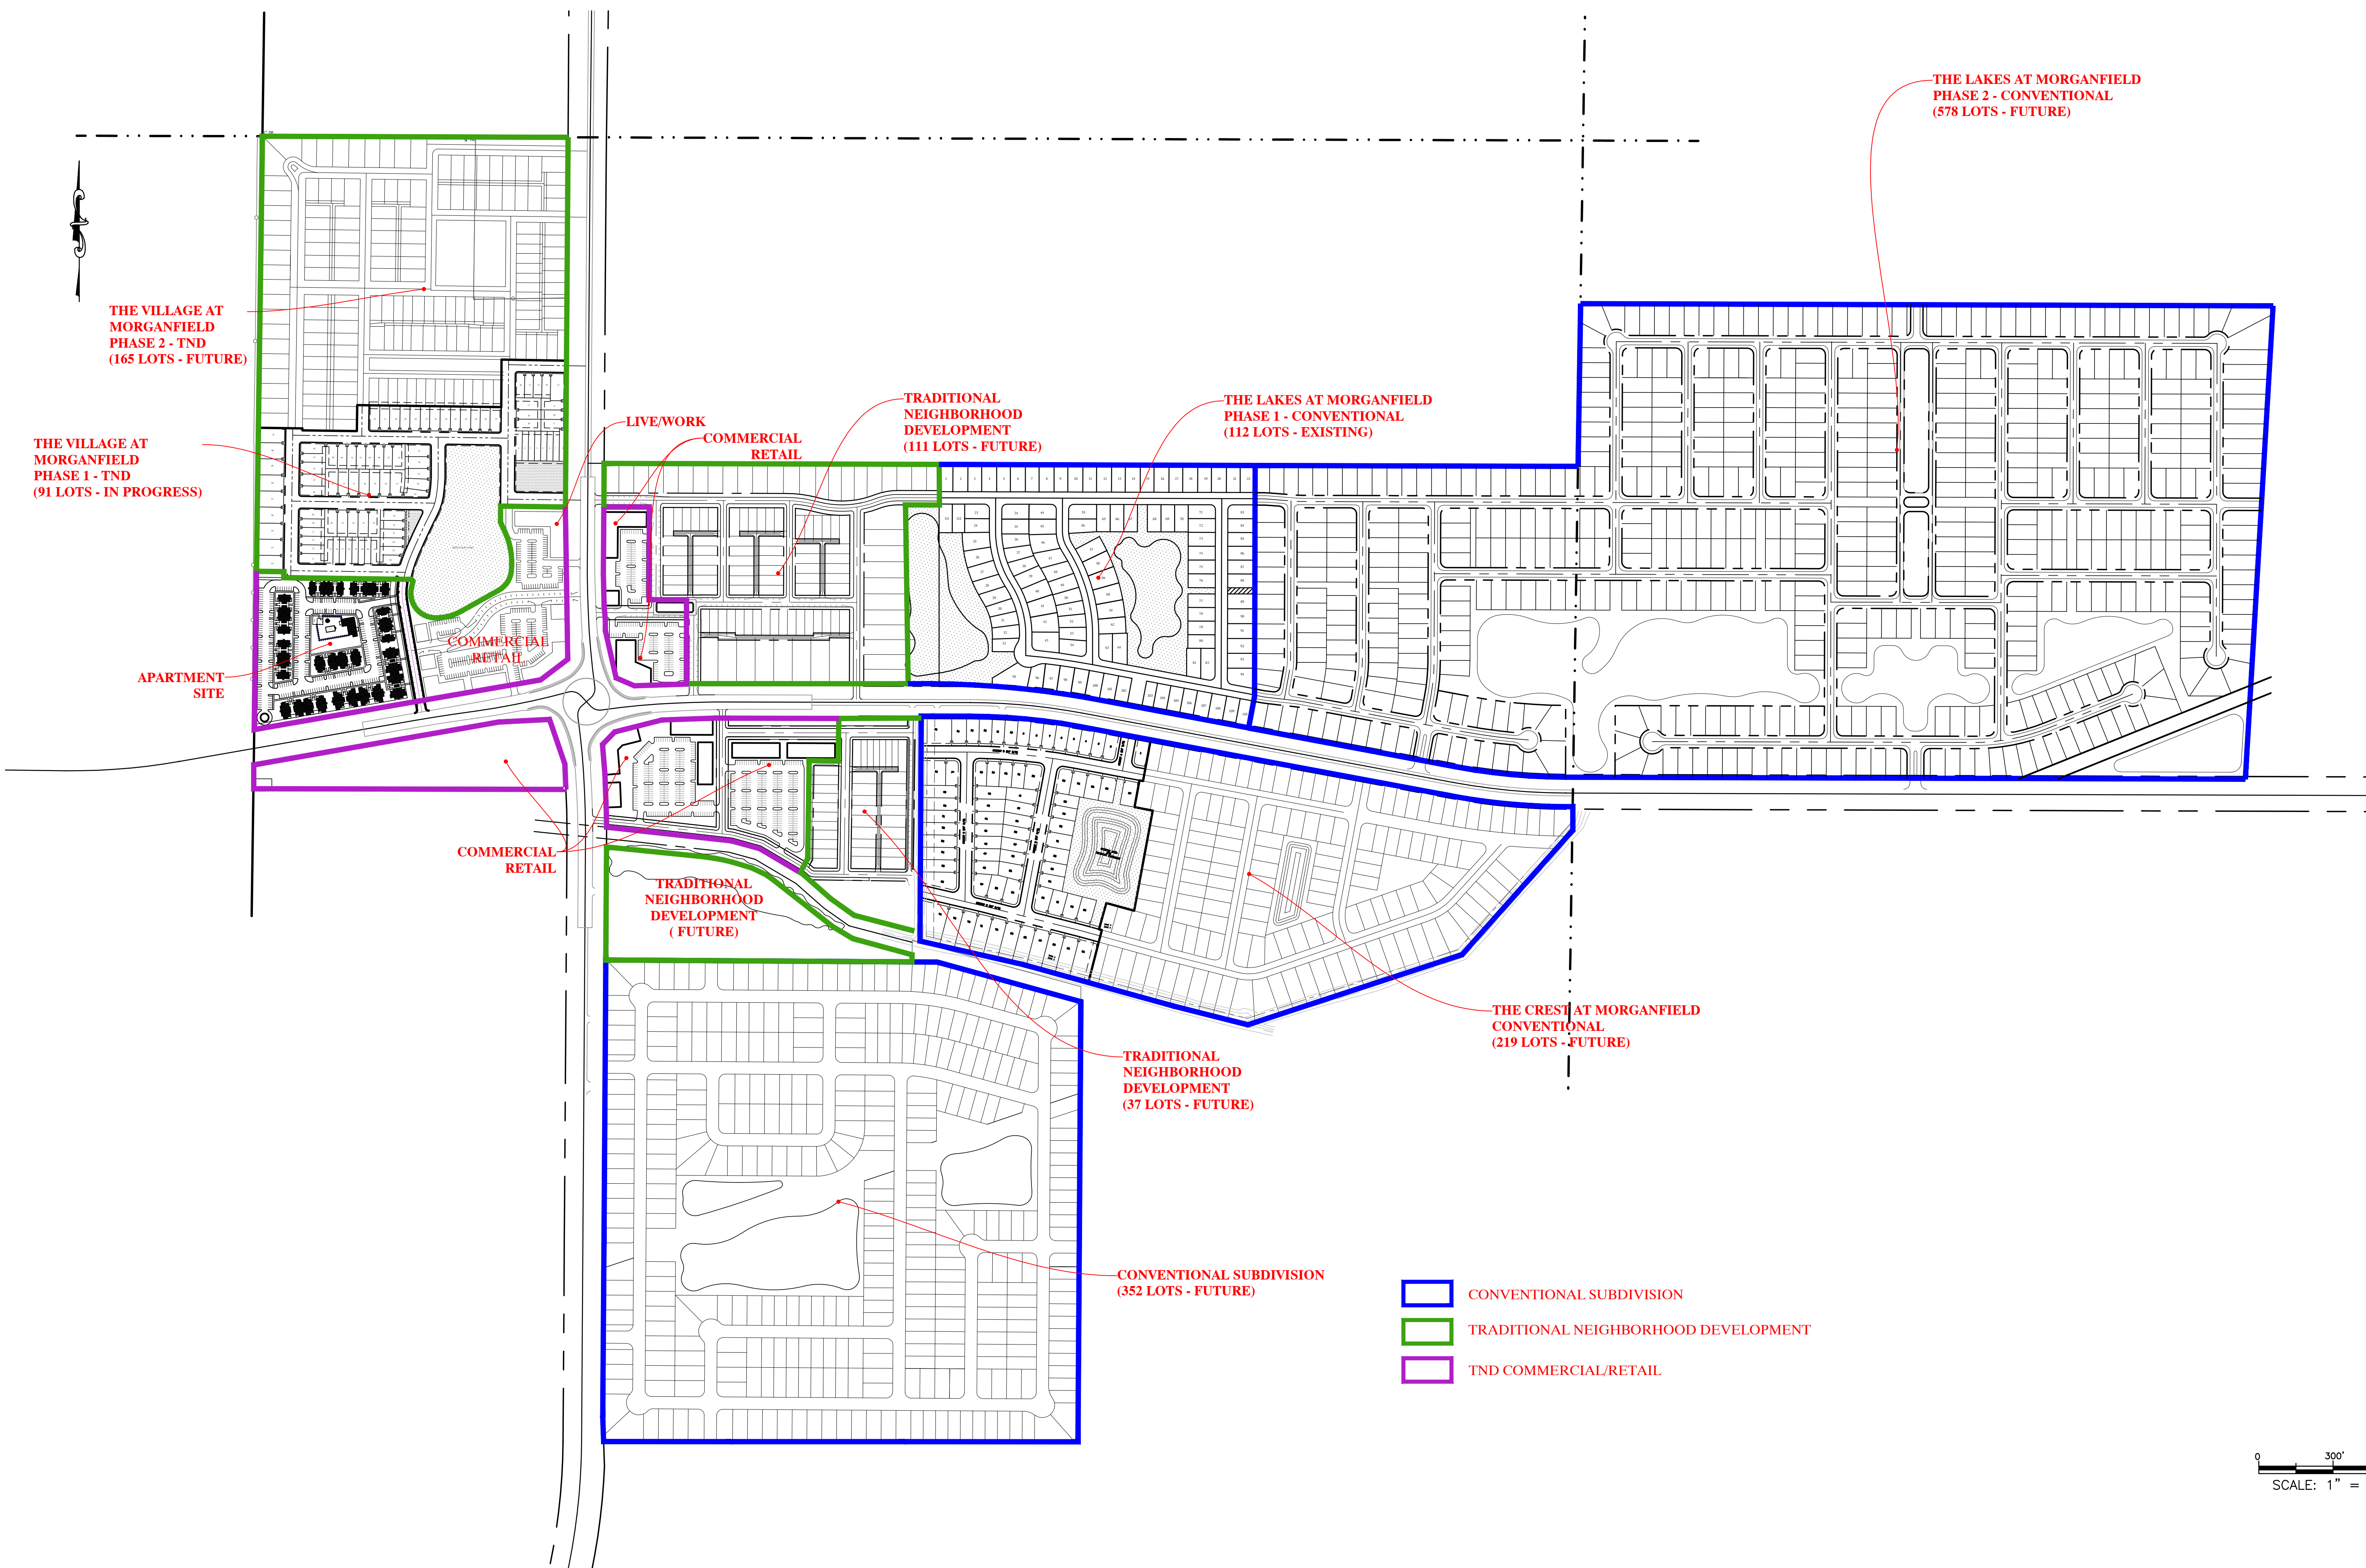 THE LAKES AT MORGANFIELD
PHASE 2 - CONVENTIONAL
(578 LOTS - FUTURE)
THE VILLAGE AT
MORGANFIELD
PHASE 2 - TND
(165 LOTS - FUTURE)
THE VILLAGE AT
MORGANFIELD
PHASE 1 - TND
(91 LOTS - IN PROGRESS)
LIVE/WORK
COMMERCIAL
RETAIL
TRADITIONAL
NEIGHBORHOOD
DEVELOPMENT
(111 LOTS - FUTURE)
THE LAKES AT MORGANFIELD
PHASE 1 - CONVENTIONAL
(112 LOTS - EXISTING)
COMMERCIAL
RETAIL
APARTMENT
SITE
COMMERCIAL
RETAIL
TRADITIONAL
NEIGHBORHOOD
DEVELOPMENT
( FUTURE)
THE CREST AT MORGANFIELD
CONVENTIONAL
(219 LOTS - FUTURE)
TRADITIONAL
NEIGHBORHOOD
DEVELOPMENT
(37 LOTS - FUTURE)
CONVENTIONAL SUBDIVISION
(352 LOTS - FUTURE)
CONVENTIONAL SUBDIVISION
TRADITIONAL NEIGHBORHOOD DEVELOPMENT
TND COMMERCIAL/RETAIL
0 300'
SCALE: 1" =